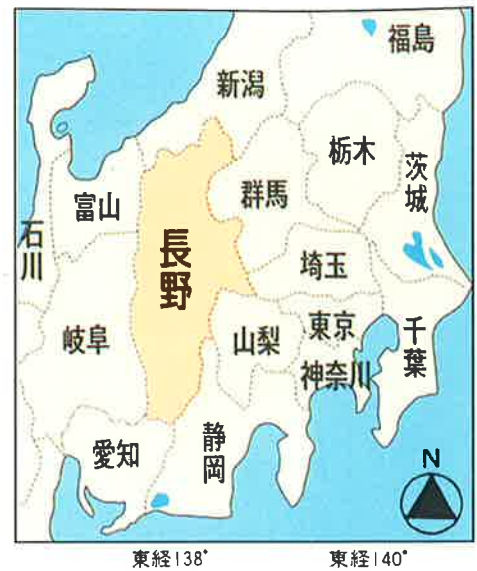 福島
新潟
栃木
茨城
群馬
富山
石川
長野
埼玉
岐阜
山梨
東京
千葉
神奈川
静岡
愛知
N
東経138°
東経140°